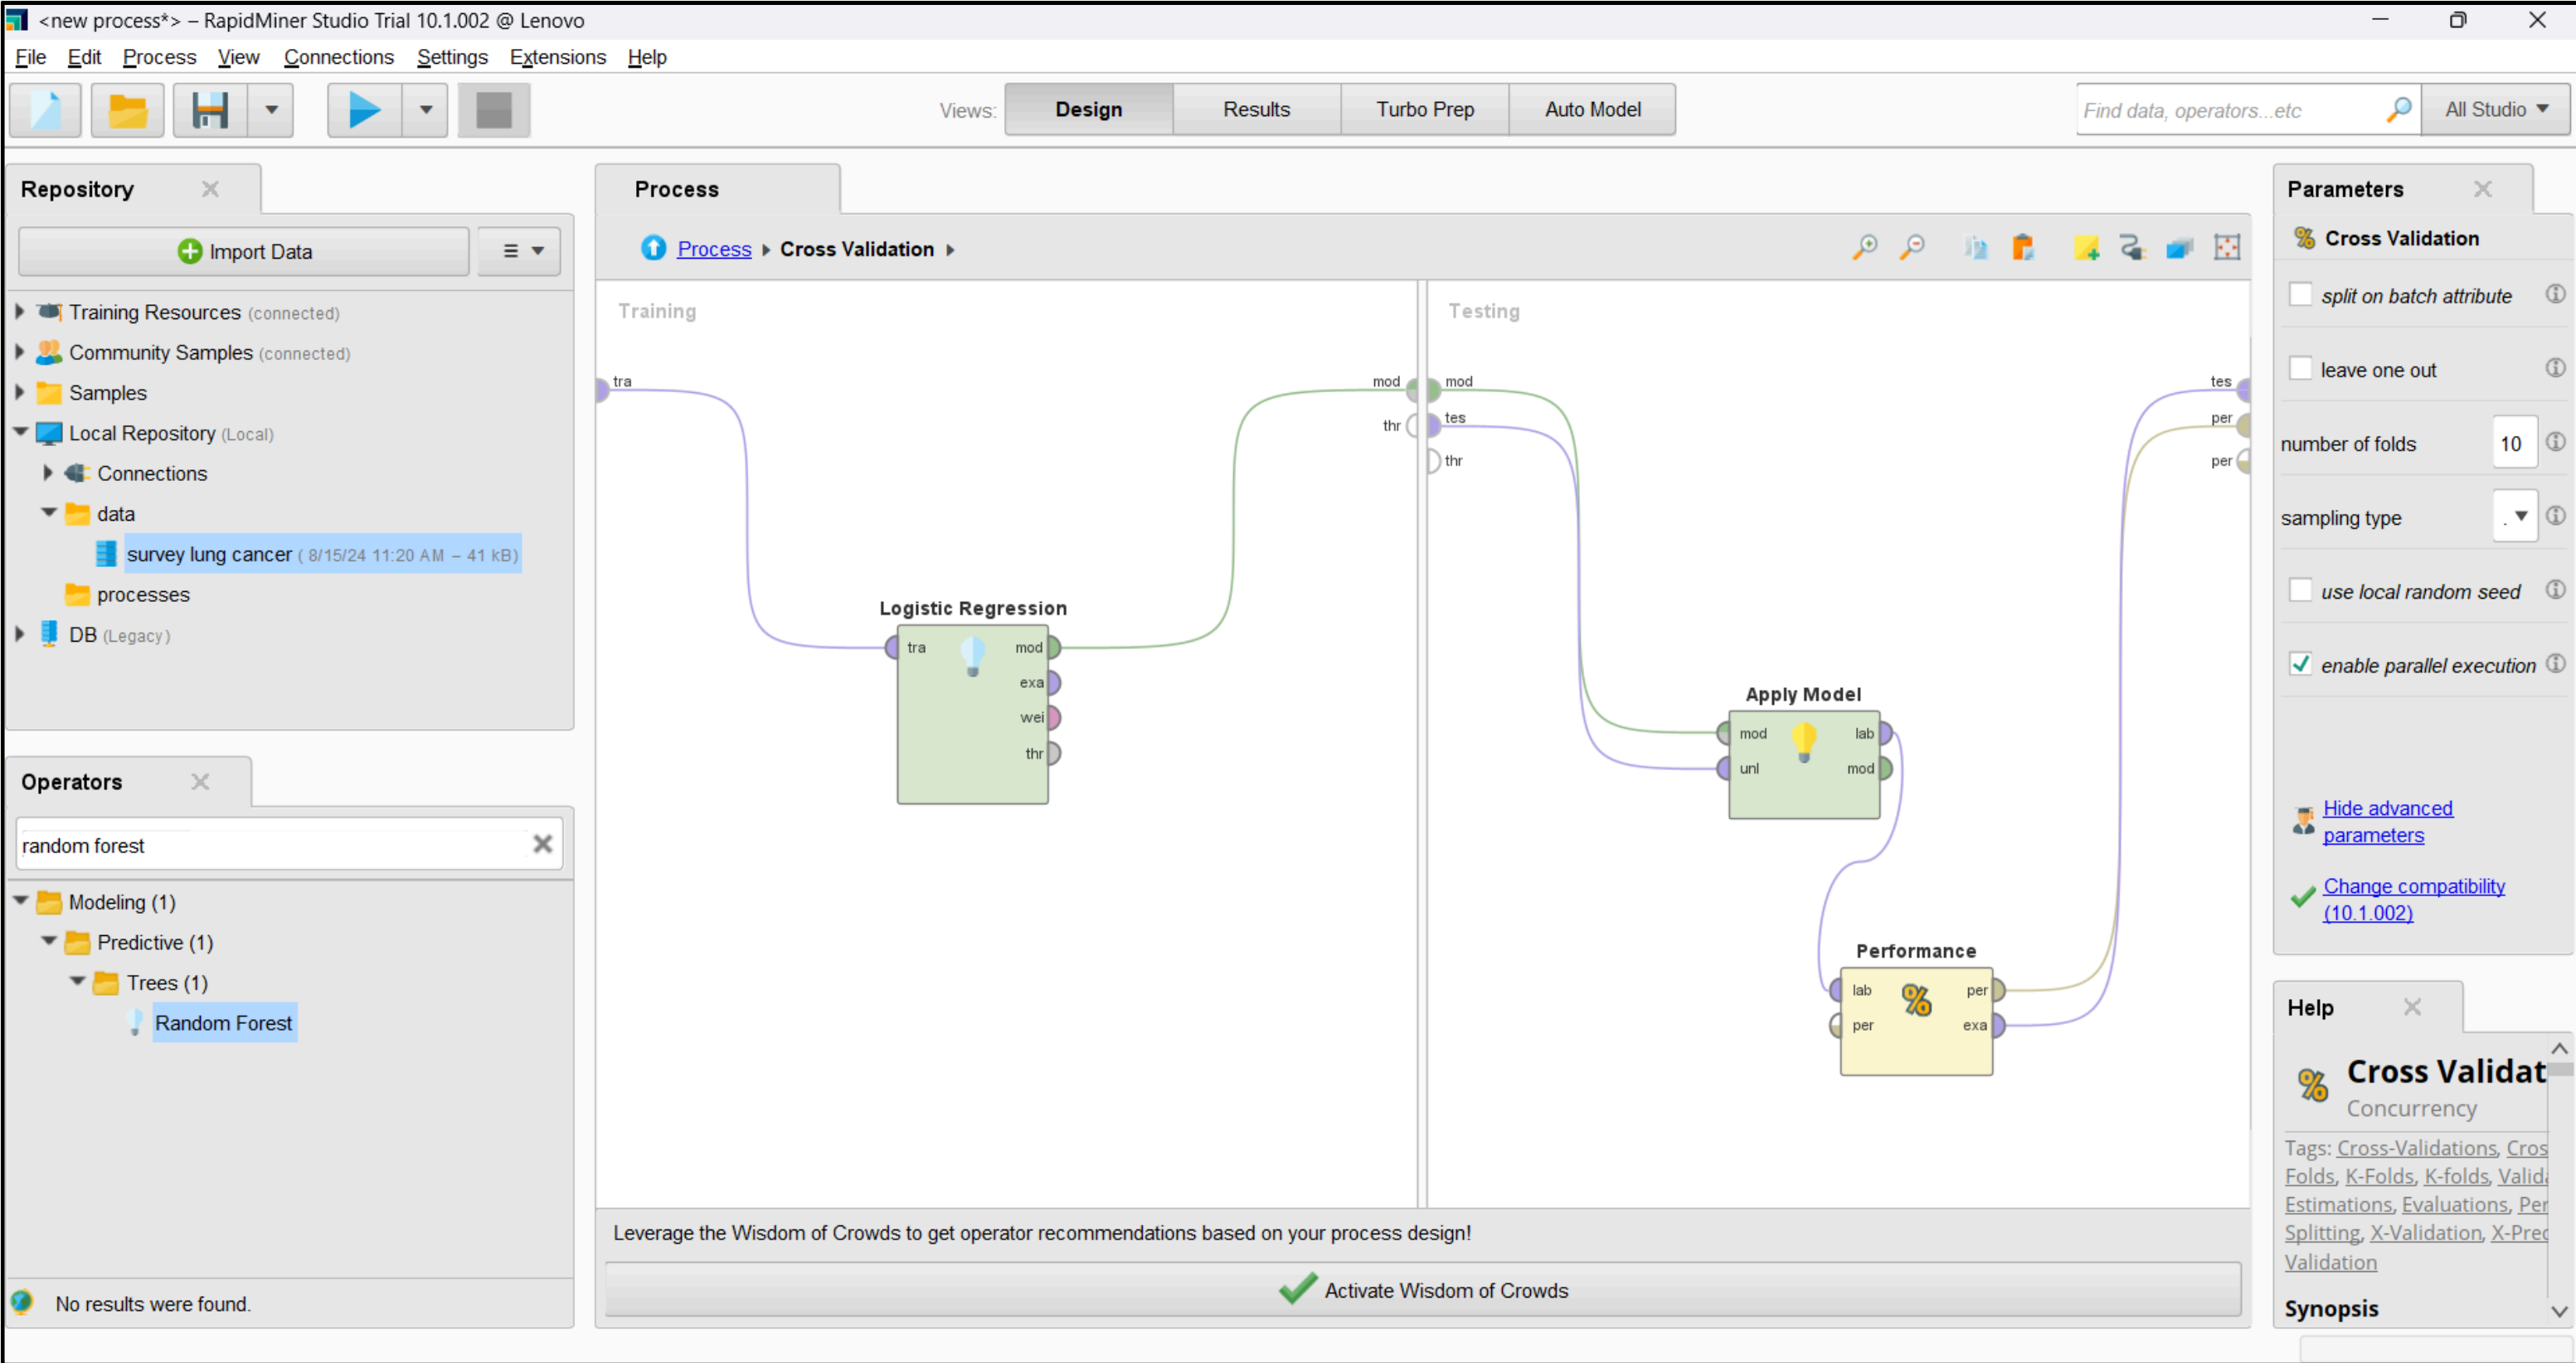 <new process*> – RapidMiner Studio Trial 10.1.002 @ Lenovo
File Edit Process View Connections Settings Extensions Help
Views: Design Results Turbo Prep Auto Model
Find data, operators...etc All Studio
Repository
Import Data
Training Resources (connected)
Community Samples (connected)
Samples
Local Repository (Local)
Connections
data
survey lung cancer ( 8/15/24 11:20 AM – 41 kB)
processes
DB (Legacy)
Operators
random forest
Modeling (1)
Predictive (1)
Trees (1)
Random Forest
No results were found.
Process
Process Cross Validation
Training
tra
mod
thr
Logistic Regression
tra mod
exa
wei
thr
Testing
mod
tes
thr
tes
per
per
Apply Model
mod lab
unl mod
Performance
% 
lab per
per exa
Leverage the Wisdom of Crowds to get operator recommendations based on your process design!
Activate Wisdom of Crowds
Parameters
% Cross Validation
split on batch attribute
leave one out
number of folds 10
sampling type .
use local random seed
enable parallel execution
Hide advanced
parameters
Change compatibility
(10.1.002)
Help
% Cross Validat
Concurrency
Tags: Cross-Validations, Cros
Folds, K-Folds, K-folds, Valida
Estimations, Evaluations, Per
Splitting, X-Validation, X-Pred
Validation
Synopsis